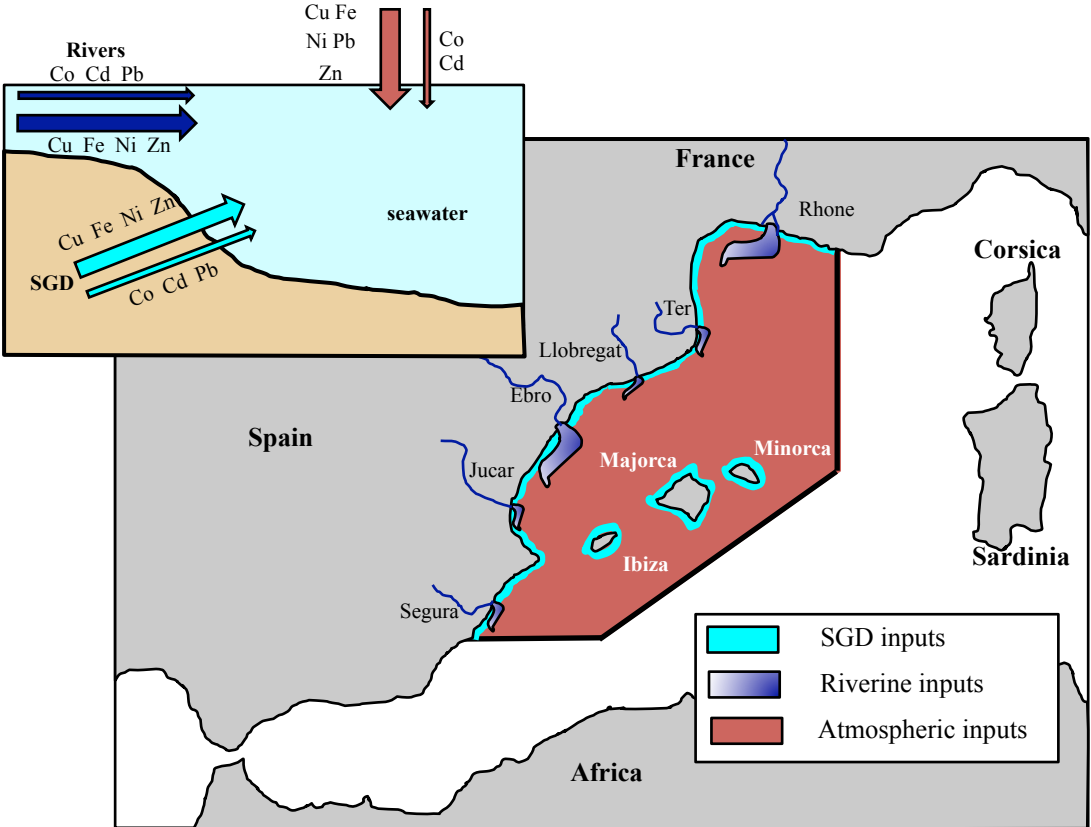 Cu Fe
Ni Pb
Zn
Co
Cd
Rivers
Co Cd Pb
Cu Fe Ni Zn
seawater
Cu Fe Ni Zn
SGD
Co Cd Pb
France
Rhone
Corsica
Ter
Llobregat
Ebro
Spain
Minorca
Majorca
Jucar
Ibiza
Sardinia
Segura
SGD inputs
Riverine inputs
Atmospheric inputs
Africa